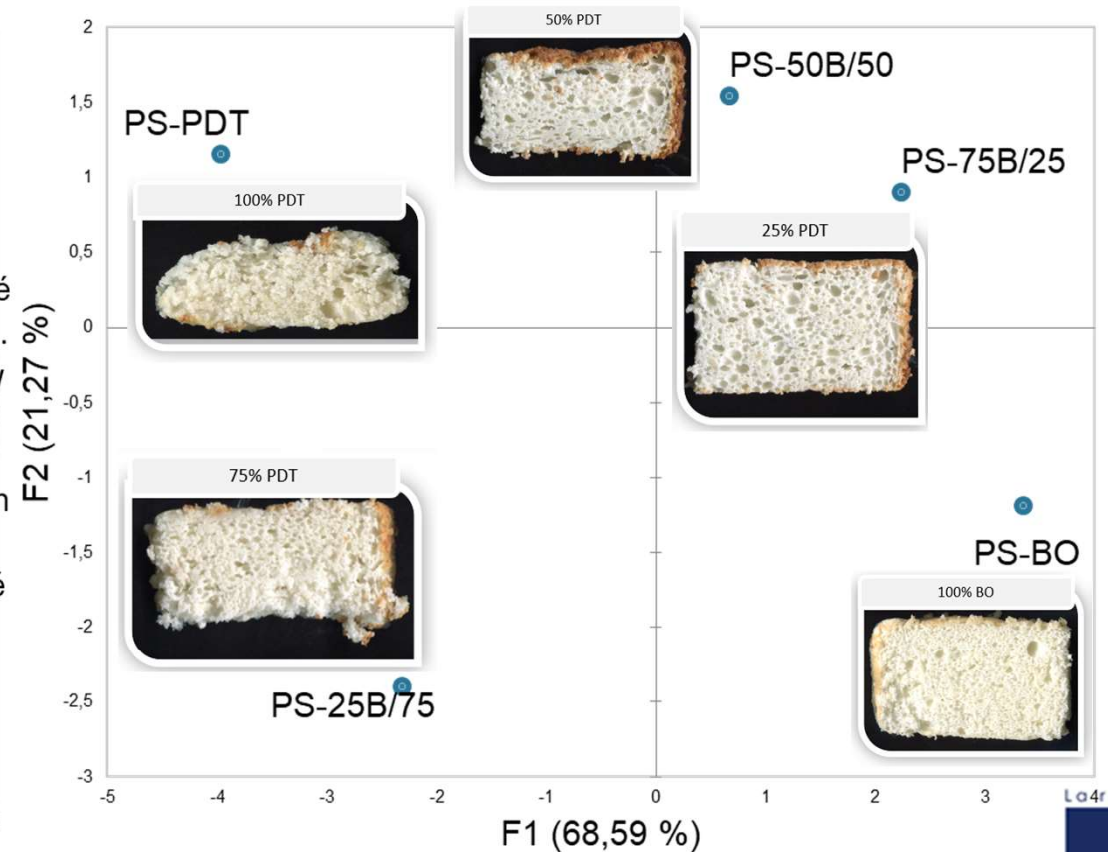 50% PDT
2
PS-50B/50
1,5
PS-PDT
PS-75B/25
1
100% PDT
25% PDT
0,5
é
0
F2 (21,27 %)
-0,5
75% PDT
-1
n
-1,5
PS-BO
é
100% BO
-2
-2,5
PS-25B/75
-3
-5 -4 -3 -2 -1 0 1 2 3 4
F1 (68,59 %)